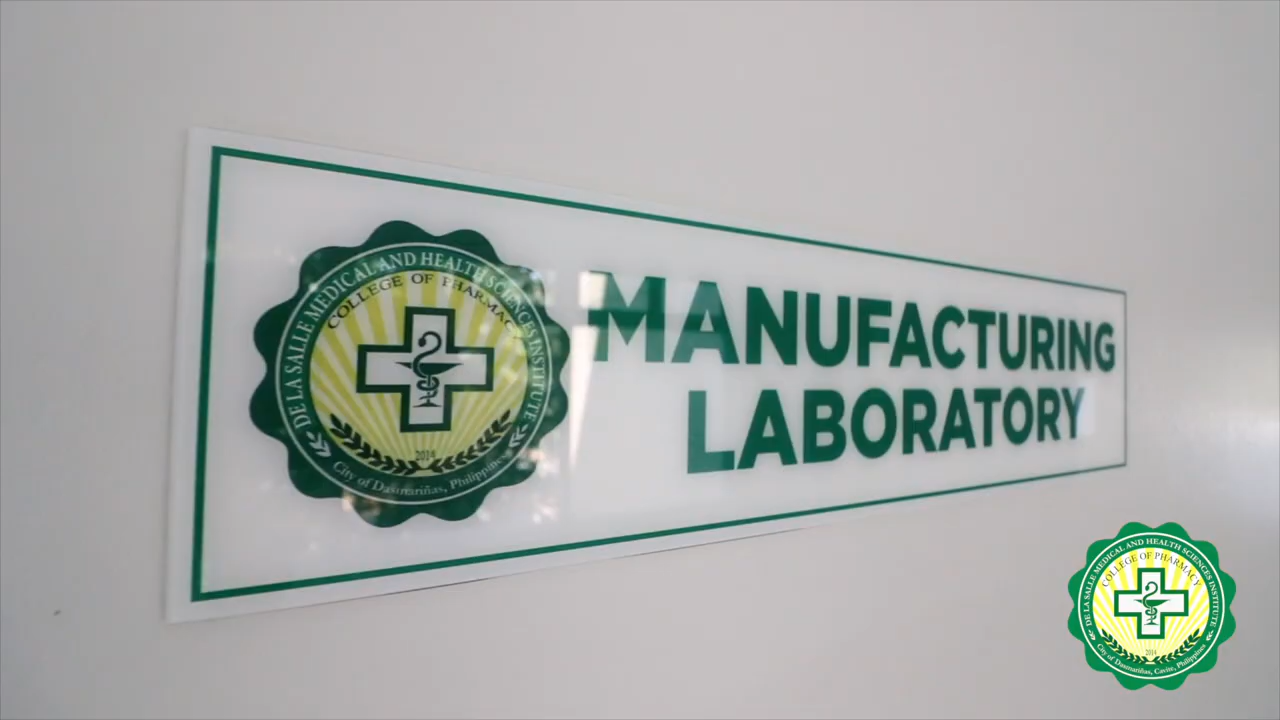 DE LA SALLE MEDICAL AND HEALTH SCIENCES INSTITUTE
COLLEGE OF PHARMACY
2014
City of Dasmariñas, Philippines
MANUFACTURING
LABORATORY
DE LA SALLE MEDICAL AND HEALTH SCIENCES INSTITUTE
COLLEGE OF PHARMACY
2014
City of Dasmariñas, Cavite, Philippines